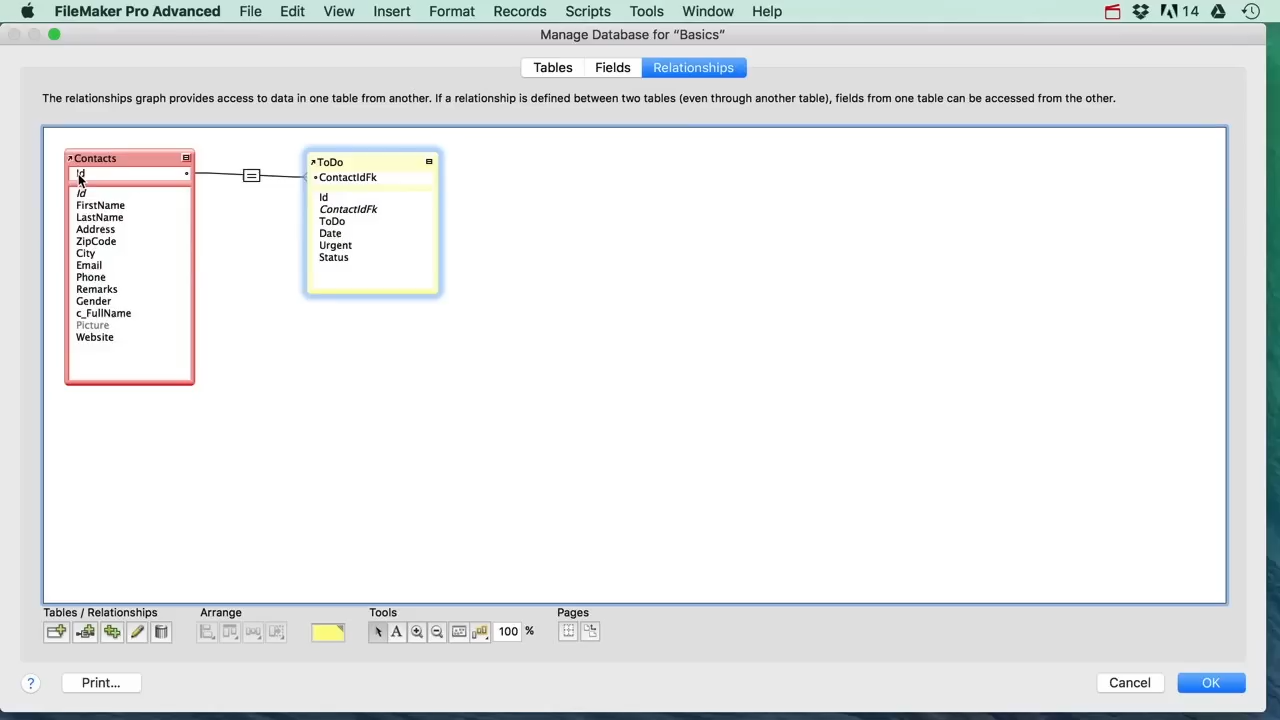 FileMaker Pro Advanced File Edit View Insert Format Records Scripts Tools Window Help 14
Manage Database for “Basics”
Tables Fields Relationships
The relationships graph provides access to data in one table from another. If a relationship is defined between two tables (even through another table), fields from one table can be accessed from the other.
Contacts
Id
Id
FirstName
LastName
Address
ZipCode
City
Email
Phone
Remarks
Gender
c_FullName
Picture
Website
=
ToDo
ContactIdFk
Id
ContactIdFk
ToDo
Date
Urgent
Status
Tables / Relationships Arrange Tools Pages
A 100 %
? Print... Cancel OK